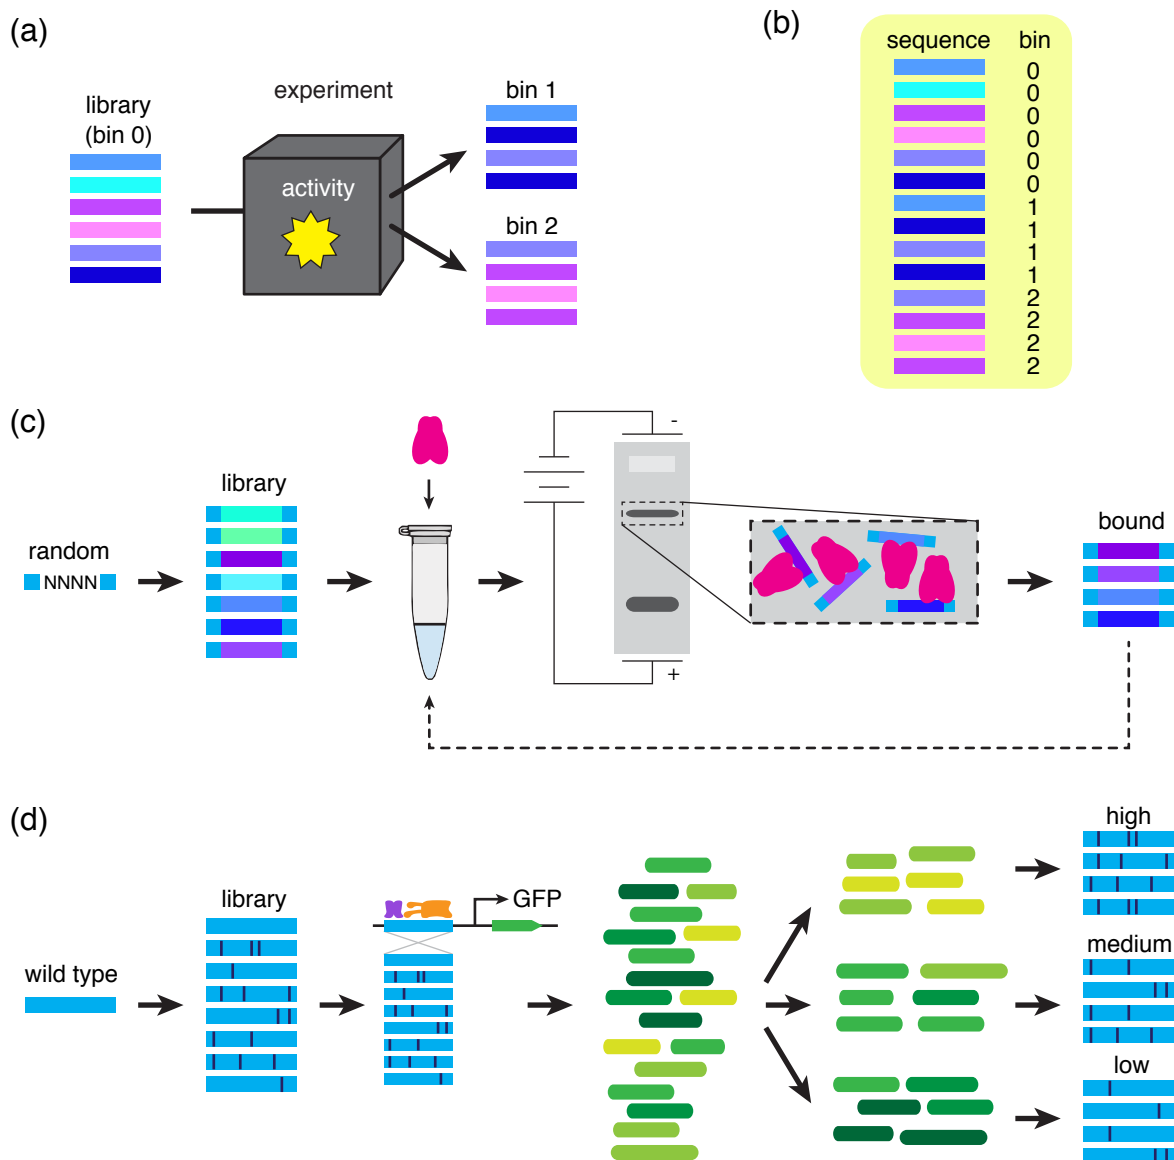 (a)
experiment
library
(bin 0)
activity
bin 1
bin 2
(b)
sequence bin
0
0
0
0
0
0
1
1
1
1
2
2
2
2
(c)
random
NNNN
library
-
+
bound
(d)
wild type
library
GFP
high
medium
low